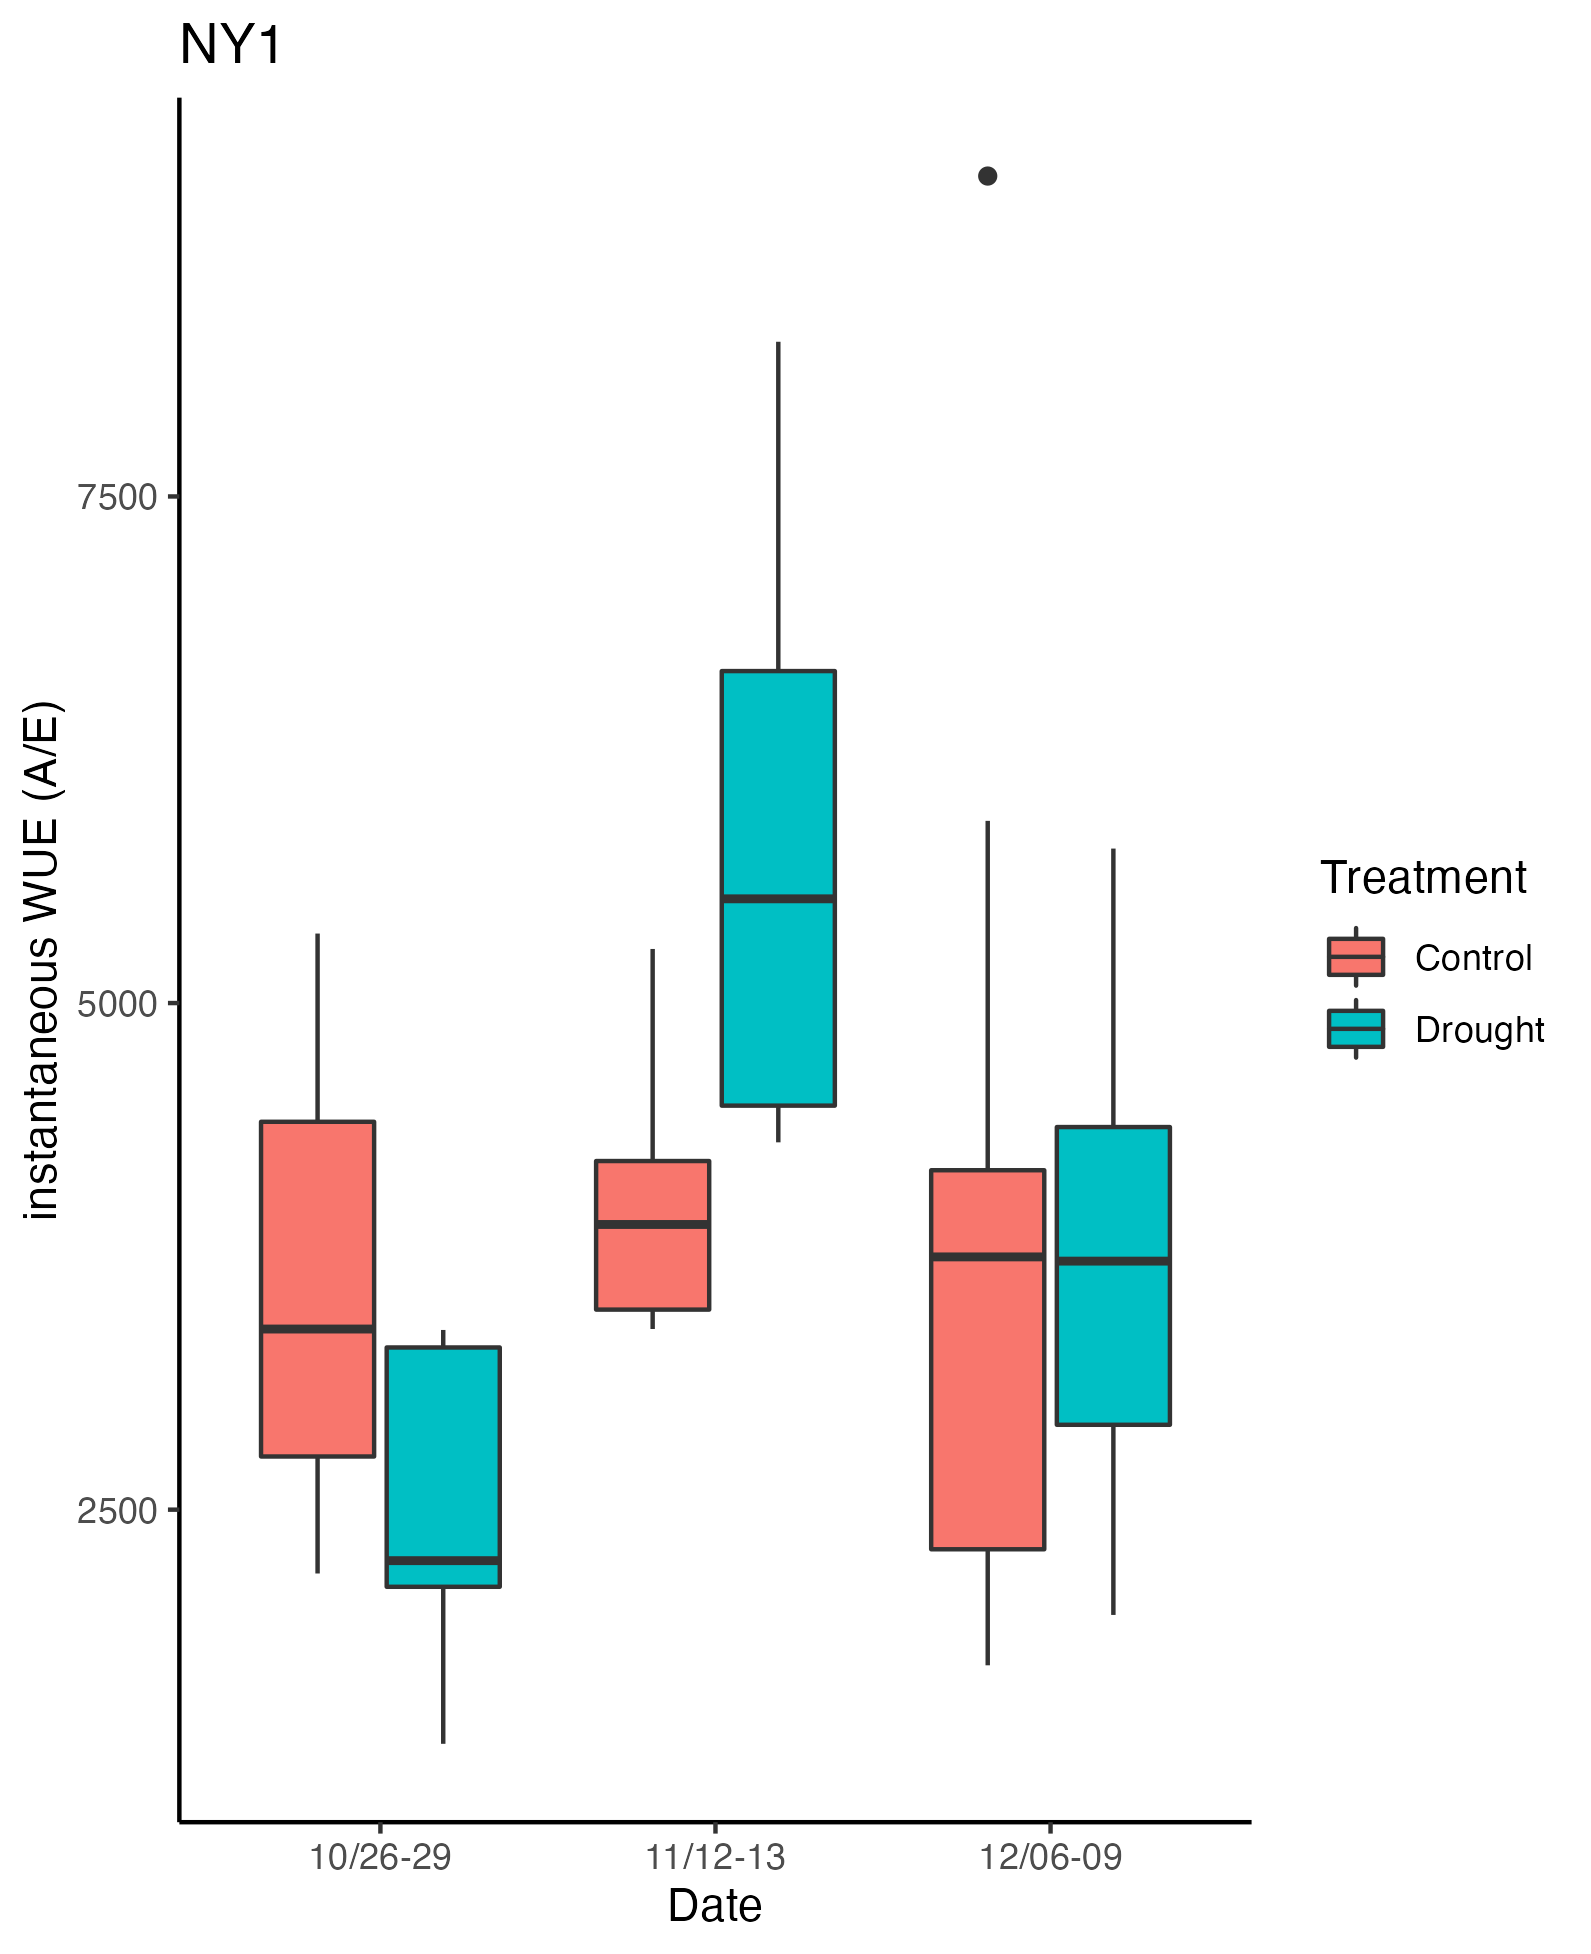 NY1
instantaneous WUE (A/E)
7500
5000
2500
10/26-29
11/12-13
12/06-09
Date
Treatment
Control
Drought